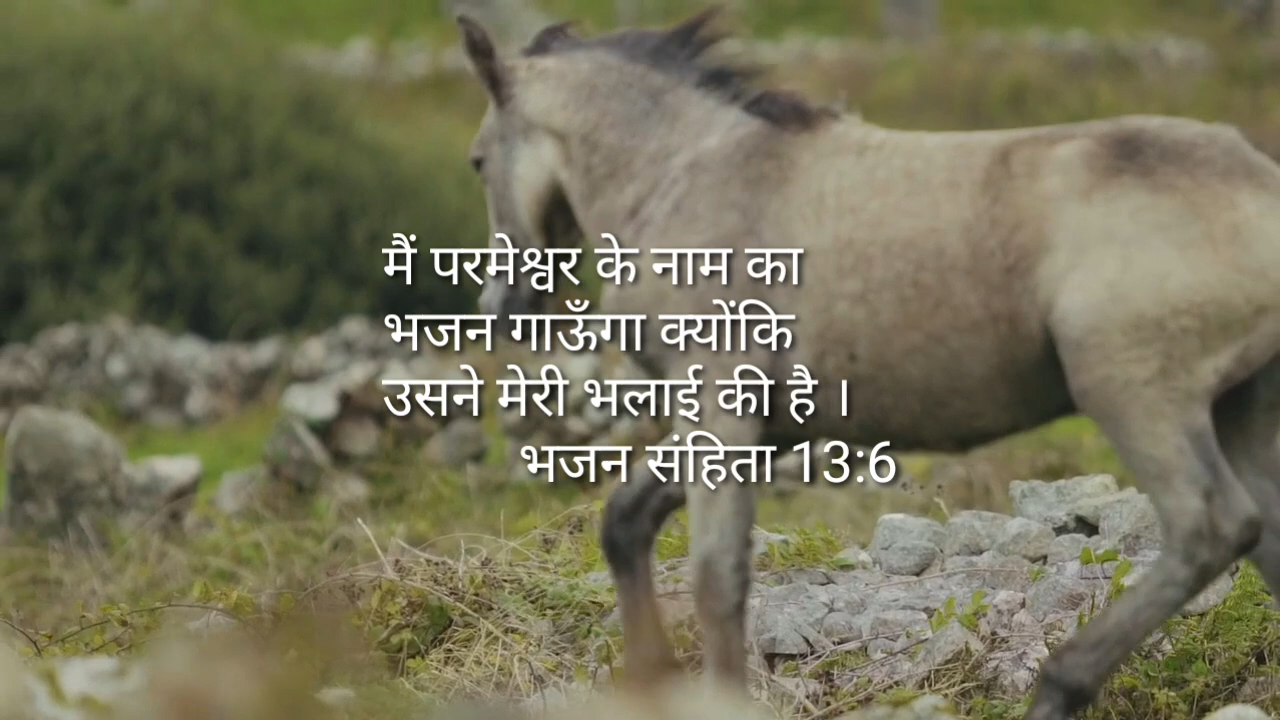 मैं परमेश्वर के नाम का
भजन गाऊँगा क्योंकि
उसने मेरी भलाई की है ।
भजन संहिता 13:6